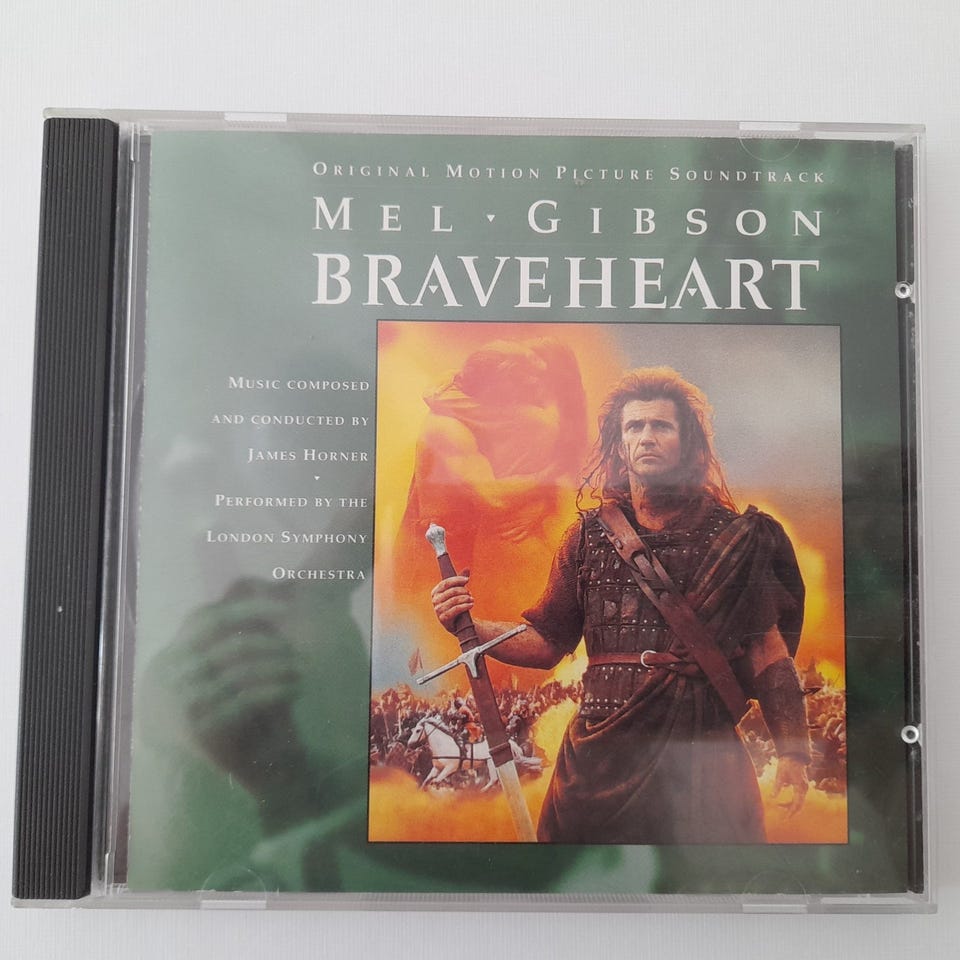 ORIGINAL MOTION PICTURE SOUNDTRACK
MEL ▾ GIBSON
BRAVEHEART
MUSIC COMPOSED
AND CONDUCTED BY
JAMES HORNER
▾
PERFORMED BY THE
LONDON SYMPHONY
ORCHESTRA